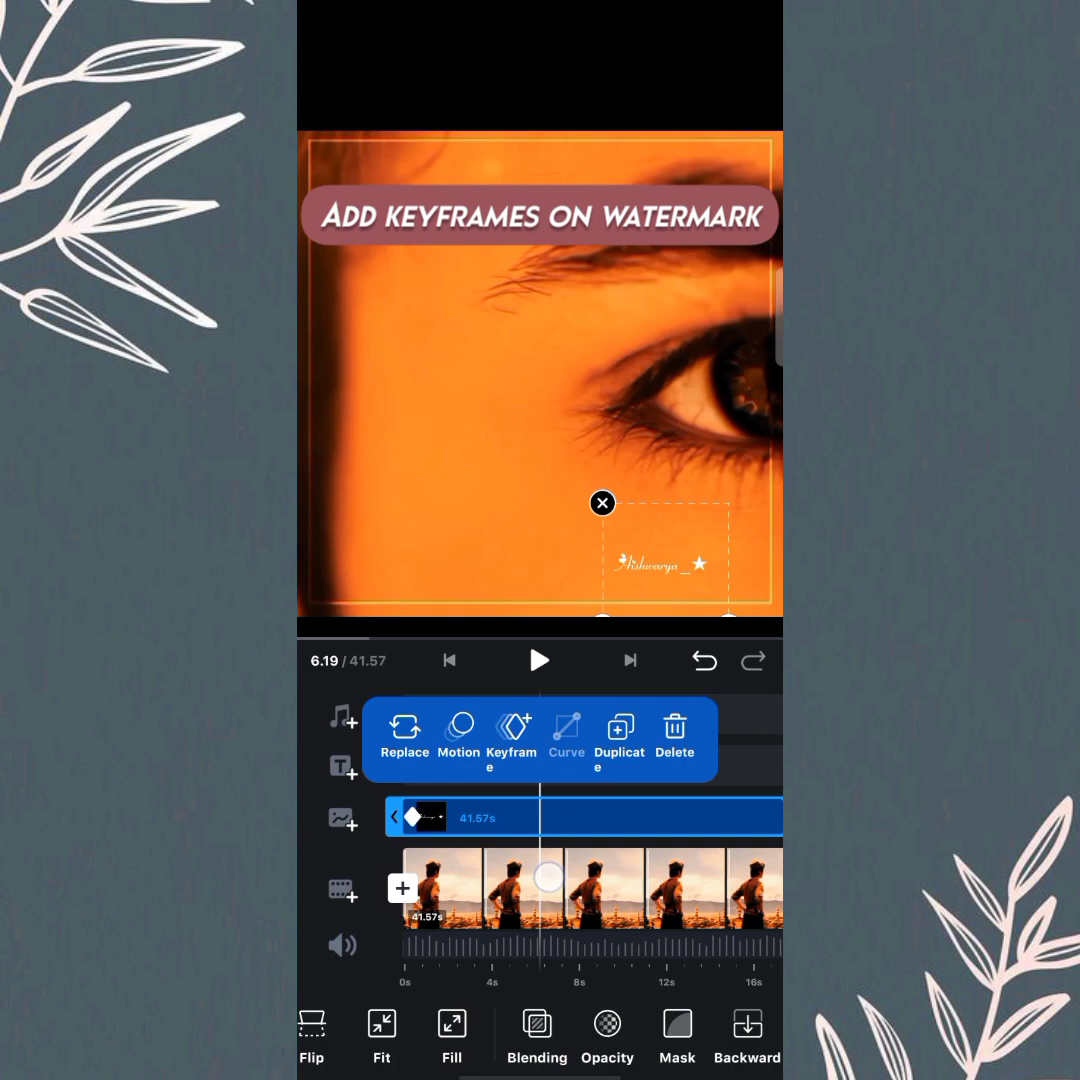 ADD KEYFRAMES ON WATERMARK
Aishwarya_★
6.19 / 41.57
Replace Motion Keyfram Curve Duplicat Delete
e e
T
41.57s
41.57s
0s 4s 8s 12s 16s
Flip Fit Fill Blending Opacity Mask Backward